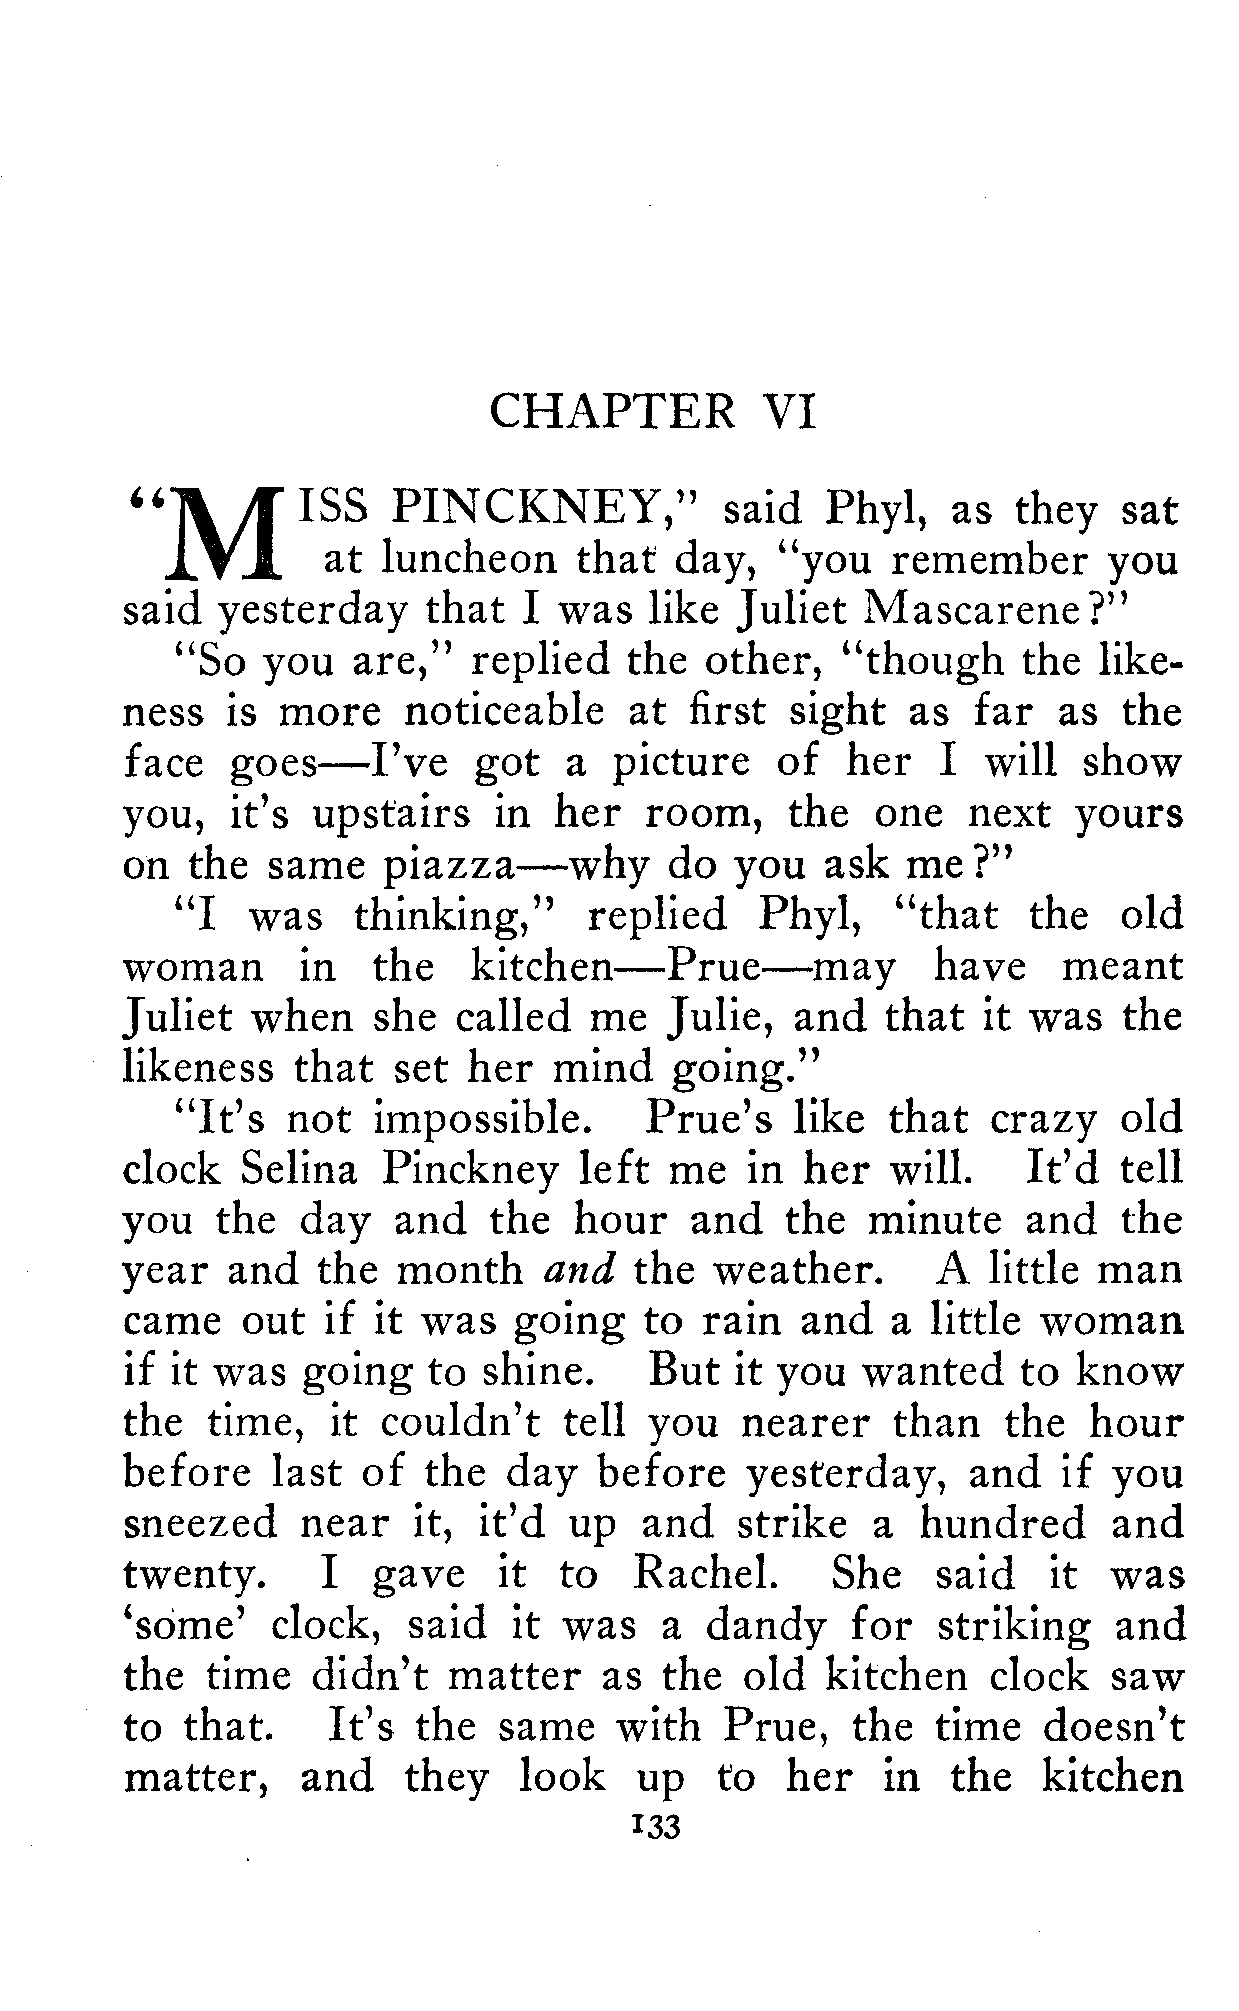 CHAPTER VI
“MISS PINCKNEY,” said Phyl, as they sat
at luncheon that day, “you remember you
said yesterday that I was like Juliet Mascarene?”
“So you are,” replied the other, “though the like-
ness is more noticeable at first sight as far as the
face goes—I’ve got a picture of her I will show
you, it’s upstairs in her room, the one next yours
on the same piazza—why do you ask me?”
“I was thinking,” replied Phyl, “that the old
woman in the kitchen—Prue—may have meant
Juliet when she called me Julie, and that it was the
likeness that set her mind going.”
“It’s not impossible. Prue’s like that crazy old
clock Selina Pinckney left me in her will. It’d tell
you the day and the hour and the minute and the
year and the month and the weather. A little man
came out if it was going to rain and a little woman
if it was going to shine. But it you wanted to know
the time, it couldn’t tell you nearer than the hour
before last of the day before yesterday, and if you
sneezed near it, it’d up and strike a hundred and
twenty. I gave it to Rachel. She said it was
‘some’ clock, said it was a dandy for striking and
the time didn’t matter as the old kitchen clock saw
to that. It’s the same with Prue, the time doesn’t
matter, and they look up to her in the kitchen
133